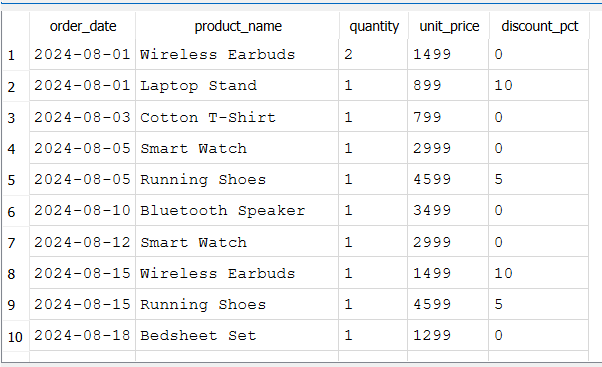 order_date product_name quantity unit_price discount_pct
1 2024-08-01 Wireless Earbuds 2 1499 0
2 2024-08-01 Laptop Stand 1 899 10
3 2024-08-03 Cotton T-Shirt 1 799 0
4 2024-08-05 Smart Watch 1 2999 0
5 2024-08-05 Running Shoes 1 4599 5
6 2024-08-10 Bluetooth Speaker 1 3499 0
7 2024-08-12 Smart Watch 1 2999 0
8 2024-08-15 Wireless Earbuds 1 1499 10
9 2024-08-15 Running Shoes 1 4599 5
10 2024-08-18 Bedsheet Set 1 1299 0